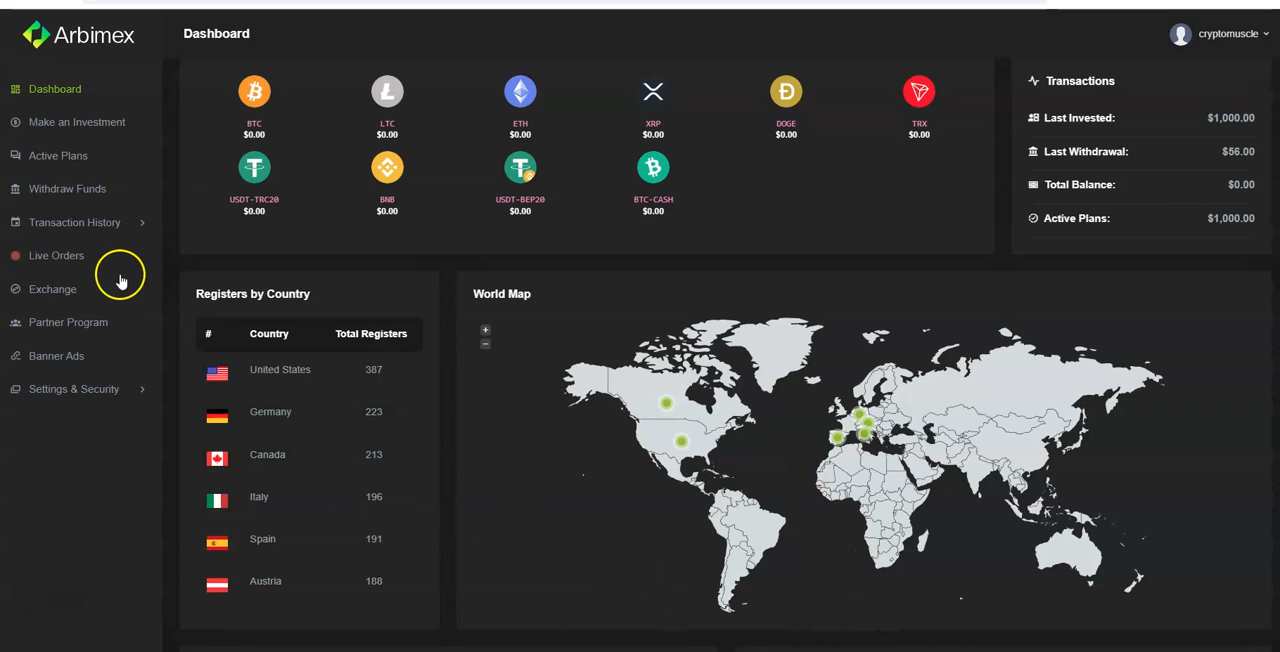 Arbimex
Dashboard
cryptomuscle
Dashboard
Make an Investment
Active Plans
Withdraw Funds
Transaction History
Live Orders
Exchange
Partner Program
Banner Ads
Settings & Security
BTC
$0.00
LTC
$0.00
ETH
$0.00
XRP
$0.00
DOGE
$0.00
TRX
$0.00
USDT-TRC20
$0.00
BNB
$0.00
USDT-BEP20
$0.00
BTC-CASH
$0.00
Transactions
Last Invested: $1,000.00
Last Withdrawal: $56.00
Total Balance: $0.00
Active Plans: $1,000.00
Registers by Country
# Country Total Registers
United States 387
Germany 223
Canada 213
Italy 196
Spain 191
Austria 188
World Map
+
−